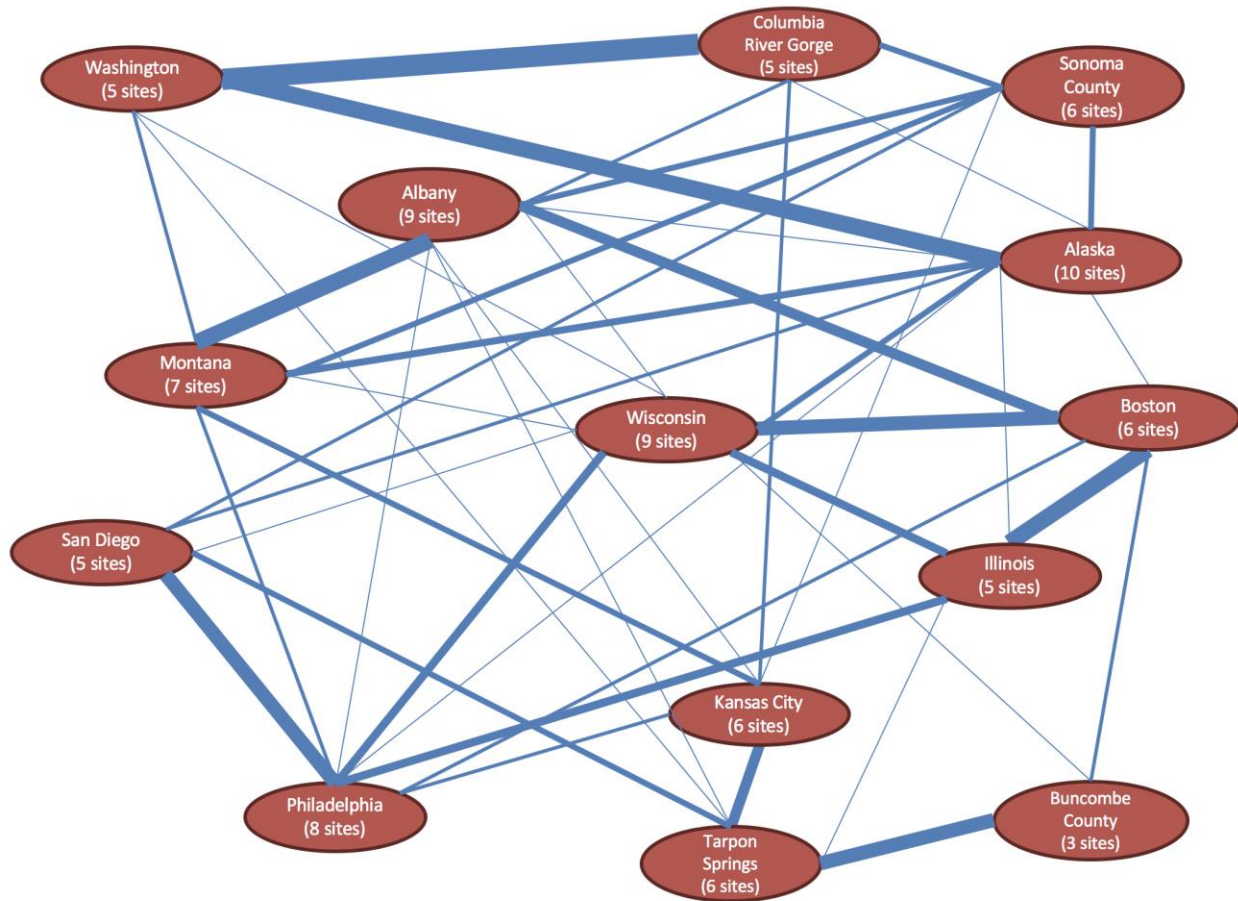 Columbia
River Gorge
(5 sites)
Washington
(5 sites)
Sonoma
County
(6 sites)
Albany
(9 sites)
Alaska
(10 sites)
Montana
(7 sites)
Wisconsin
(9 sites)
Boston
(6 sites)
San Diego
(5 sites)
Illinois
(5 sites)
Kansas City
(6 sites)
Philadelphia
(8 sites)
Buncombe
County
(3 sites)
Tarpon
Springs
(6 sites)